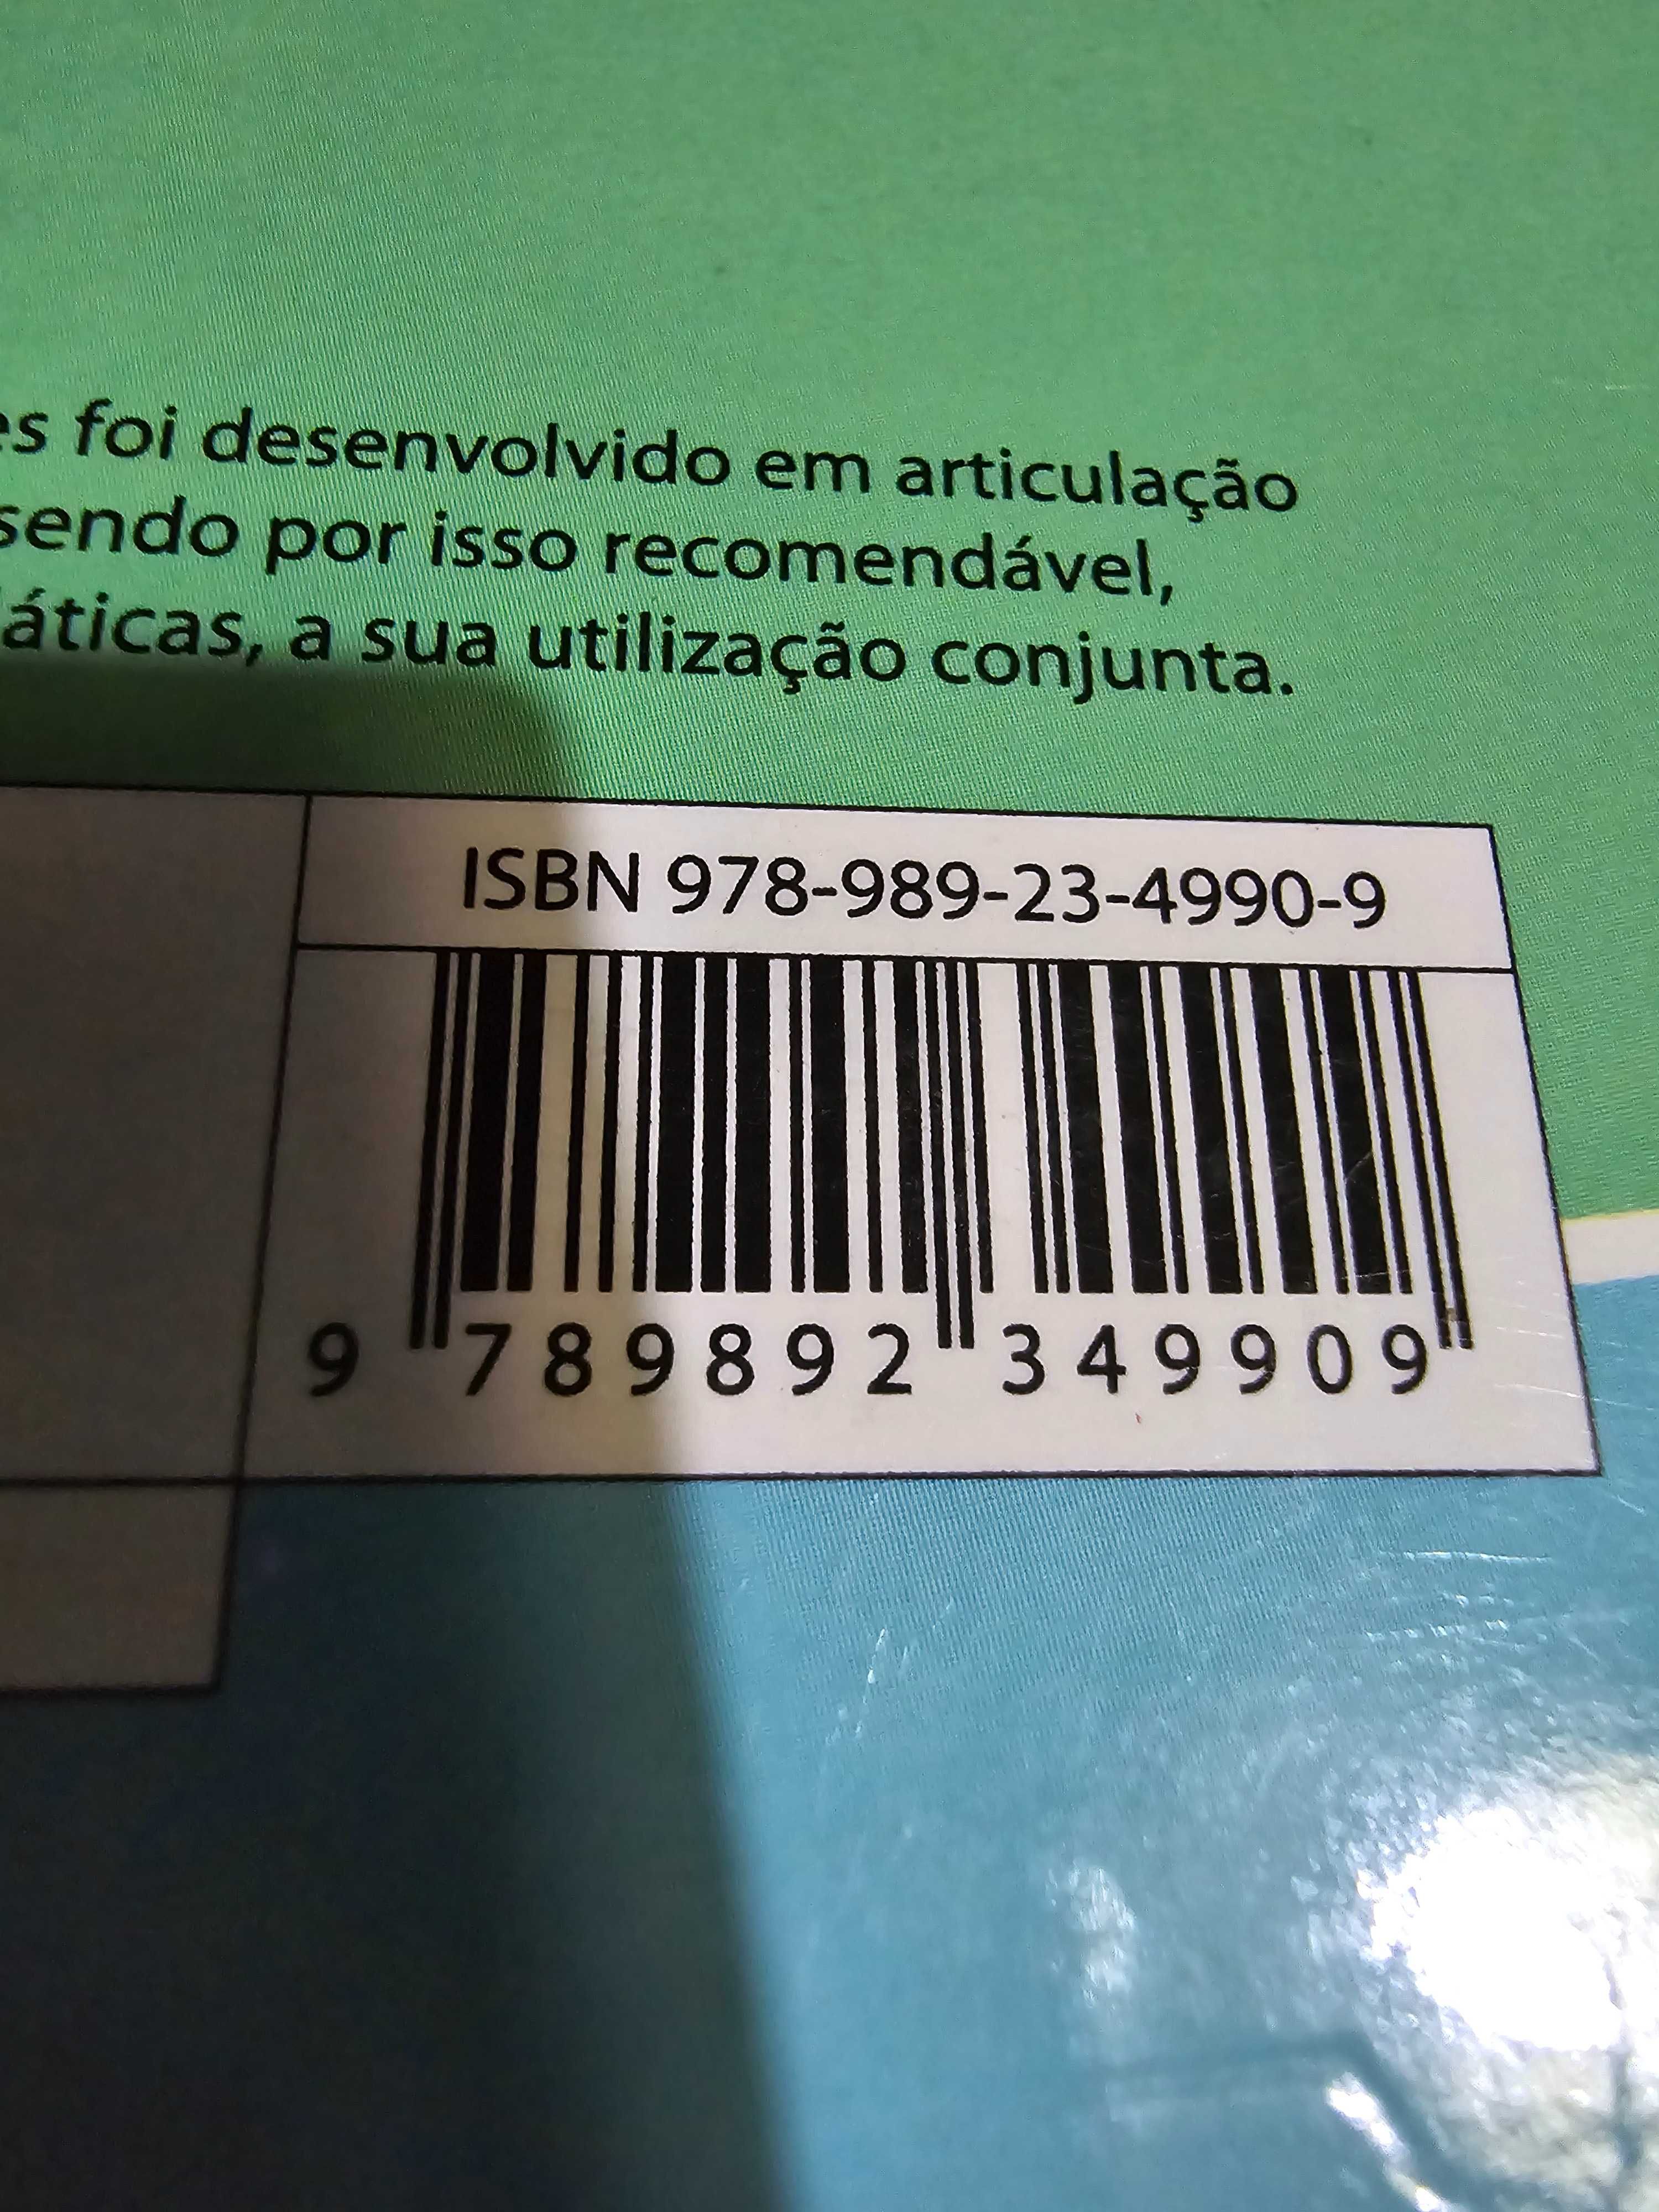 es foi desenvolvido em articulação
sendo por isso recomendável,
áticas, a sua utilização conjunta.
ISBN 978-989-23-4990-9
9 789892 349909